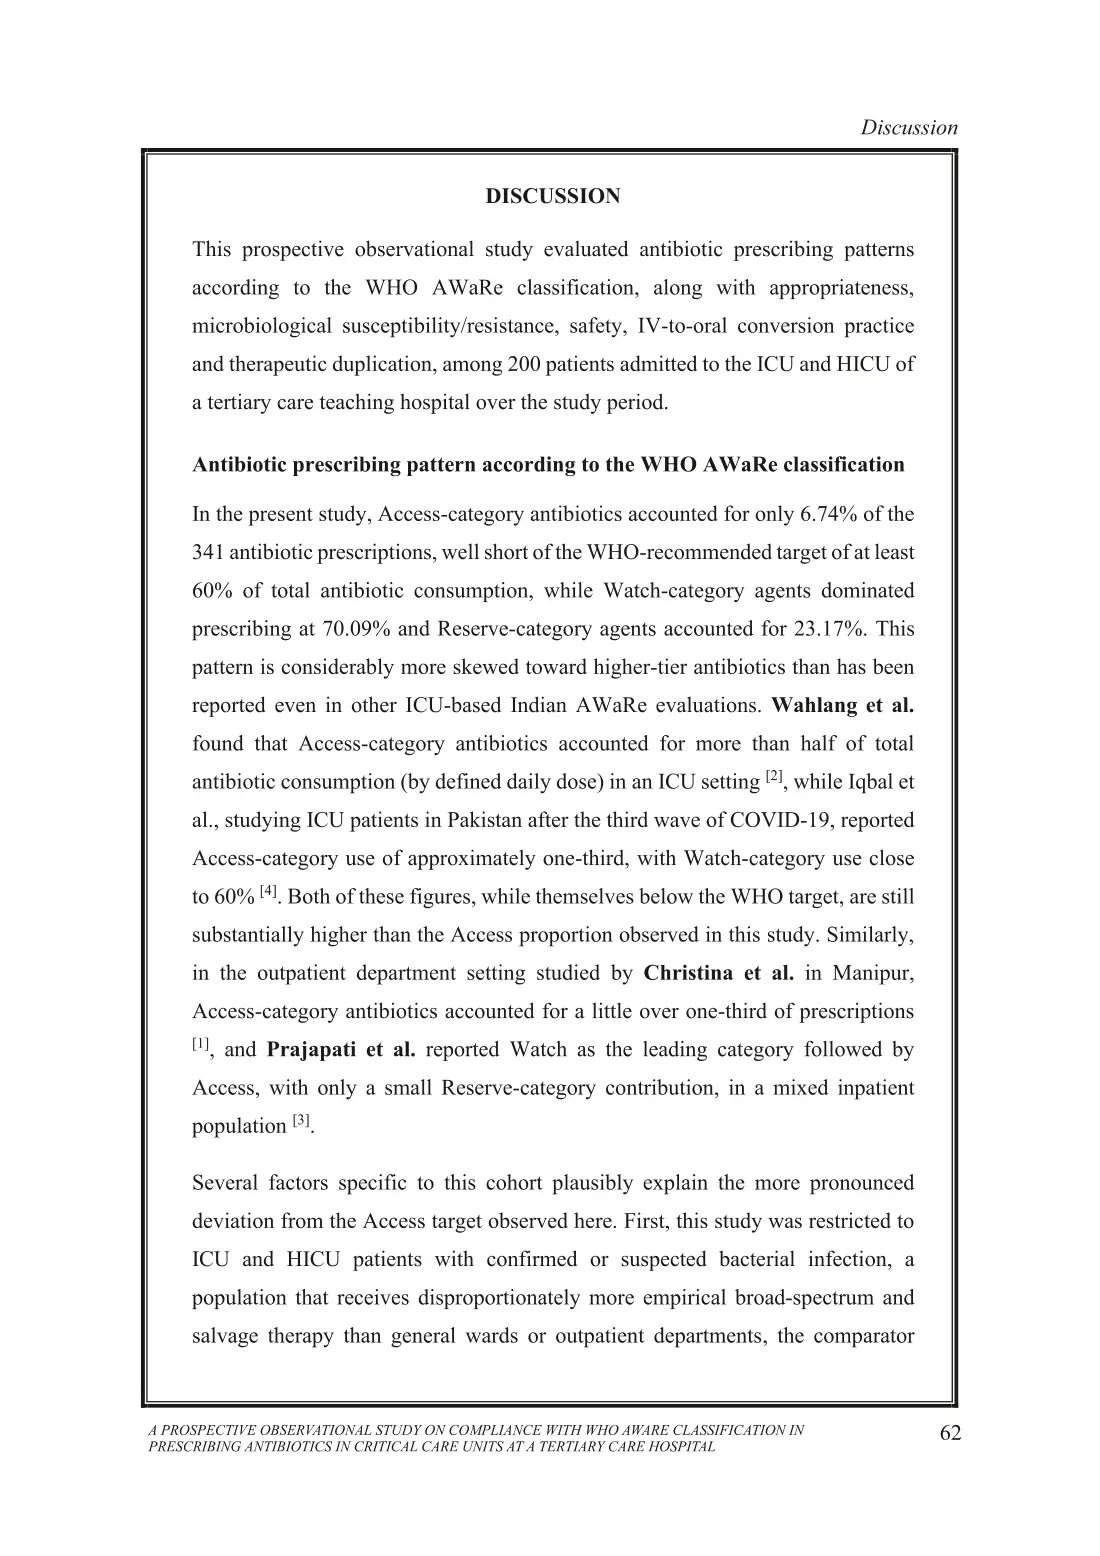 Discussion
DISCUSSION
This prospective observational study evaluated antibiotic prescribing patterns
according to the WHO AWaRe classification, along with appropriateness,
microbiological susceptibility/resistance, safety, IV-to-oral conversion practice
and therapeutic duplication, among 200 patients admitted to the ICU and HICU of
a tertiary care teaching hospital over the study period.
Antibiotic prescribing pattern according to the WHO AWaRe classification
In the present study, Access-category antibiotics accounted for only 6.74% of the
341 antibiotic prescriptions, well short of the WHO-recommended target of at least
60% of total antibiotic consumption, while Watch-category agents dominated
prescribing at 70.09% and Reserve-category agents accounted for 23.17%. This
pattern is considerably more skewed toward higher-tier antibiotics than has been
reported even in other ICU-based Indian AWaRe evaluations. Wahlang et al.
found that Access-category antibiotics accounted for more than half of total
antibiotic consumption (by defined daily dose) in an ICU setting [2], while Iqbal et
al., studying ICU patients in Pakistan after the third wave of COVID-19, reported
Access-category use of approximately one-third, with Watch-category use close
to 60% [4]. Both of these figures, while themselves below the WHO target, are still
substantially higher than the Access proportion observed in this study. Similarly,
in the outpatient department setting studied by Christina et al. in Manipur,
Access-category antibiotics accounted for a little over one-third of prescriptions
[1], and Prajapati et al. reported Watch as the leading category followed by
Access, with only a small Reserve-category contribution, in a mixed inpatient
population [3].
Several factors specific to this cohort plausibly explain the more pronounced
deviation from the Access target observed here. First, this study was restricted to
ICU and HICU patients with confirmed or suspected bacterial infection, a
population that receives disproportionately more empirical broad-spectrum and
salvage therapy than general wards or outpatient departments, the comparator
A PROSPECTIVE OBSERVATIONAL STUDY ON COMPLIANCE WITH WHO AWARE CLASSIFICATION IN
PRESCRIBING ANTIBIOTICS IN CRITICAL CARE UNITS AT A TERTIARY CARE HOSPITAL
62